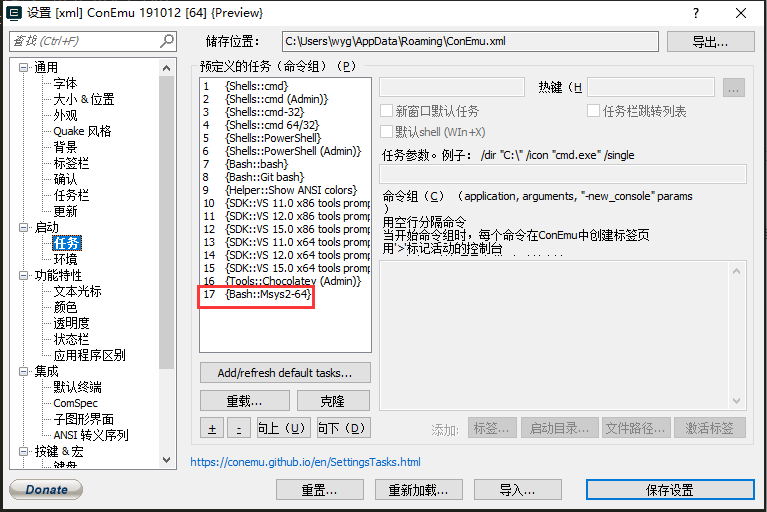 设置 [xml] ConEmu 191012 [64] {Preview}
查找 (Ctrl+F)
储存位置：
C:\Users\wyg\AppData\Roaming\ConEmu.xml
导出...
通用
字体
大小 & 位置
外观
Quake 风格
背景
标签栏
确认
任务栏
更新
启动
任务
环境
功能特性
文本光标
颜色
透明度
状态栏
应用程序区别
集成
默认终端
ComSpec
子图形界面
ANSI 转义序列
按键 & 宏
键盘
预定义的任务（命令组）（P）
1 {Shells::cmd}
2 {Shells::cmd (Admin)}
3 {Shells::cmd-32}
4 {Shells::cmd 64/32}
5 {Shells::PowerShell}
6 {Shells::PowerShell (Admin)}
7 {Bash::bash}
8 {Bash::Git bash}
9 {Helper::Show ANSI colors}
10 {SDK::VS 11.0 x86 tools promp
11 {SDK::VS 12.0 x86 tools promp
12 {SDK::VS 15.0 x86 tools promp
13 {SDK::VS 11.0 x64 tools promp
14 {SDK::VS 12.0 x64 tools promp
15 {SDK::VS 15.0 x64 tools promp
16 {Tools::Chocolatey (Admin)}
17 {Bash::Msys2-64}
Add/refresh default tasks...
重载...
克隆
+
-
向上（U）
向下（D）
热键（H
...
新窗口默认任务
任务栏跳转列表
默认shell (WIn+X)
任务参数。例子： /dir "C:\" /icon "cmd.exe" /single
命令组（C）（application, arguments, "-new_console" params
）
用空行分隔命令
当开始命令组时，每个命令在ConEmu中创建标签页
用'>'标记活动的控制台
添加:
标签...
启动目录...
文件路径...
激活标签
https://conemu.github.io/en/SettingsTasks.html
Donate
重置...
重新加载...
导入...
保存设置